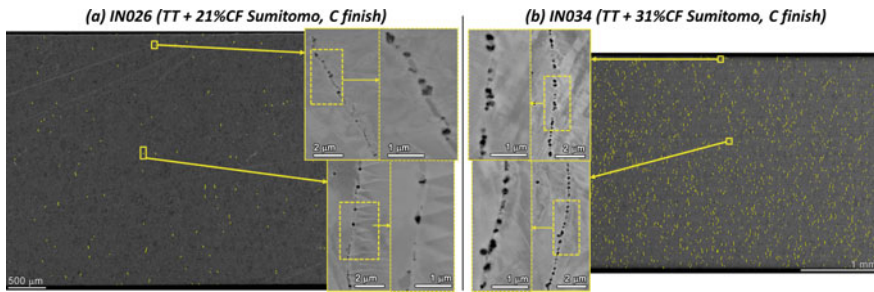 (a) IN026 (TT + 21%CF Sumitomo, C finish)
(b) IN034 (TT + 31%CF Sumitomo, C finish)
2 μm
1 μm
1 μm
2 μm
2 μm
1 μm
1 μm
2 μm
500 μm
1 mm